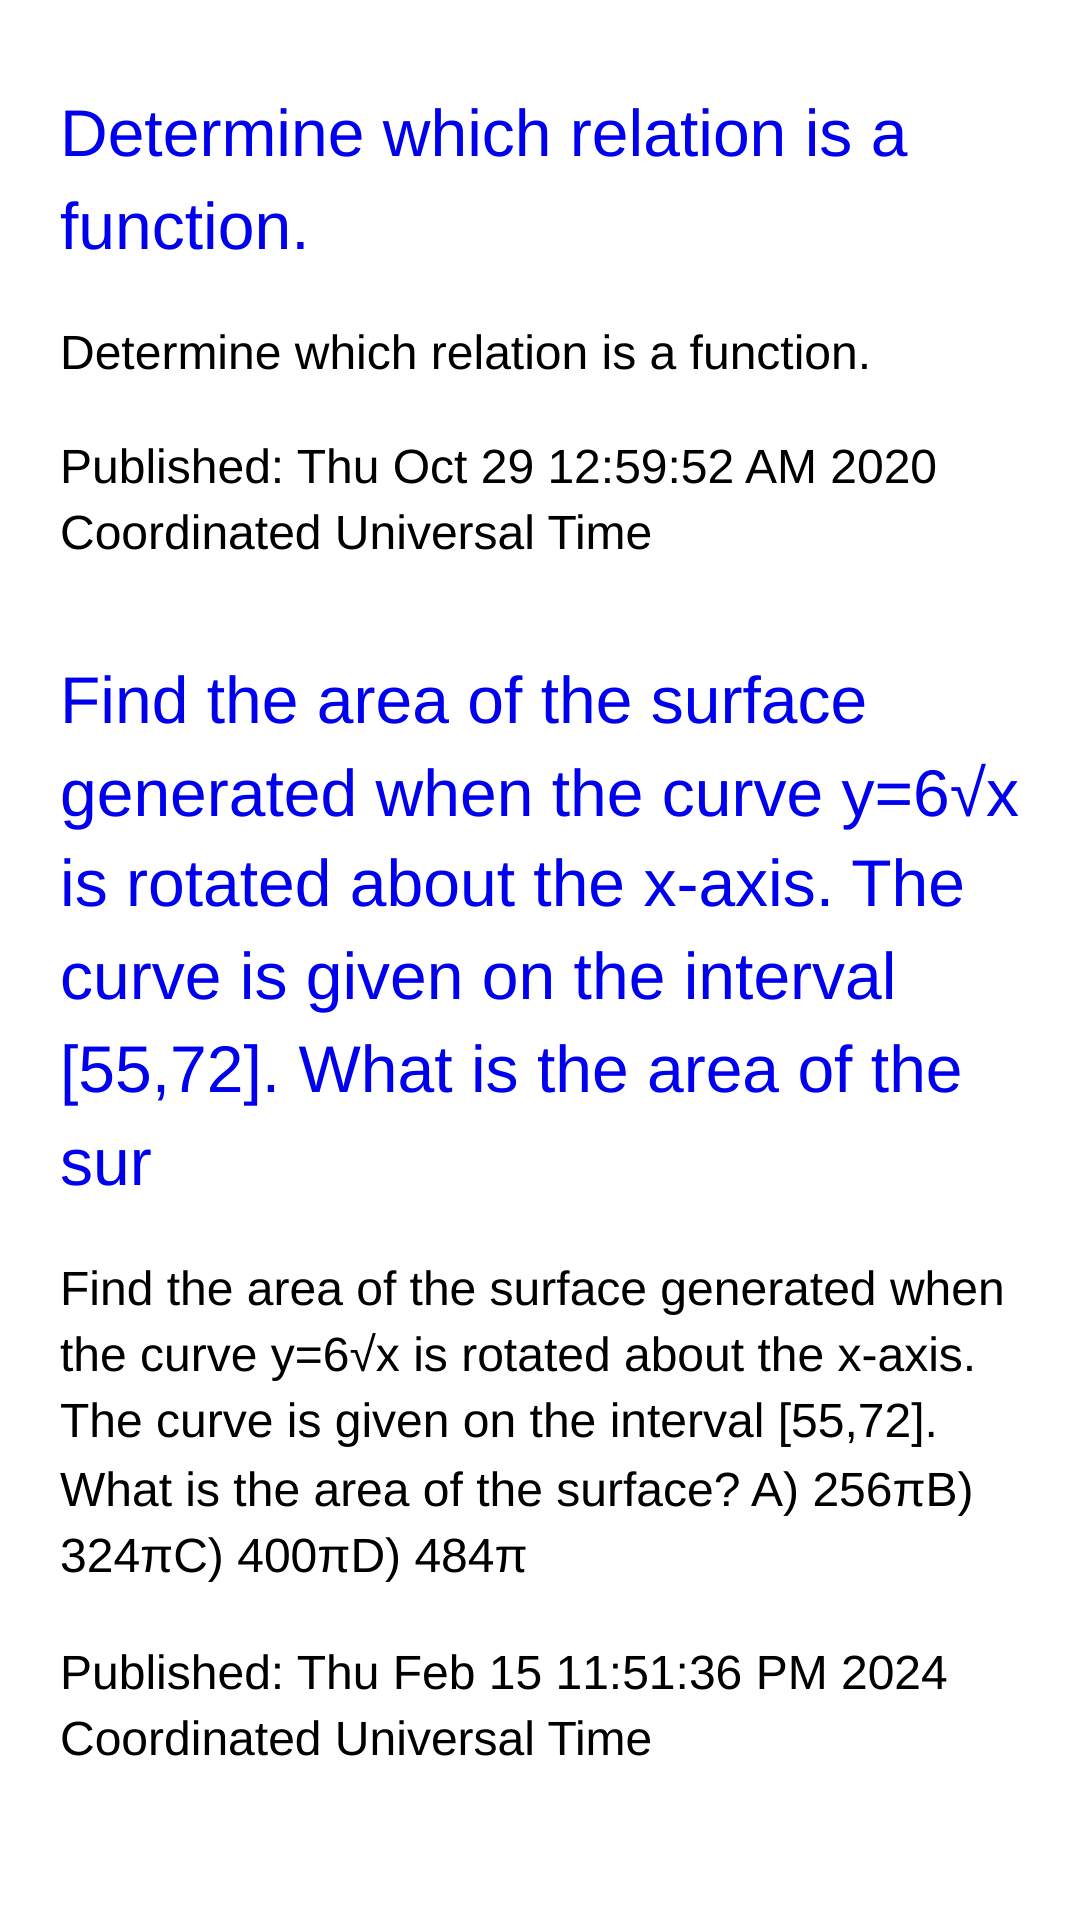 Determine which relation is a
function.
Determine which relation is a function.
Published: Thu Oct 29 12:59:52 AM 2020
Coordinated Universal Time
Find the area of the surface
generated when the curve y=6√x
is rotated about the x-axis. The
curve is given on the interval
[55,72]. What is the area of the
sur
Find the area of the surface generated when
the curve y=6√x is rotated about the x-axis.
The curve is given on the interval [55,72].
What is the area of the surface? A) 256πB)
324πC) 400πD) 484π
Published: Thu Feb 15 11:51:36 PM 2024
Coordinated Universal Time